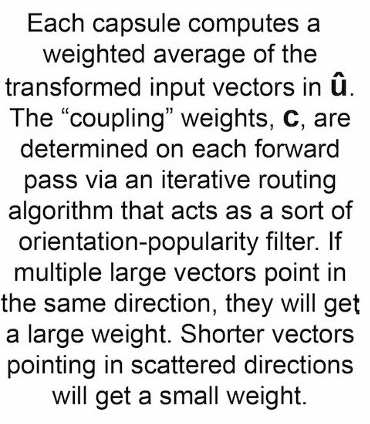 Each capsule computes a
weighted average of the
transformed input vectors in û.
The “coupling” weights, c, are
determined on each forward
pass via an iterative routing
algorithm that acts as a sort of
orientation-popularity filter. If
multiple large vectors point in
the same direction, they will get
a large weight. Shorter vectors
pointing in scattered directions
will get a small weight.